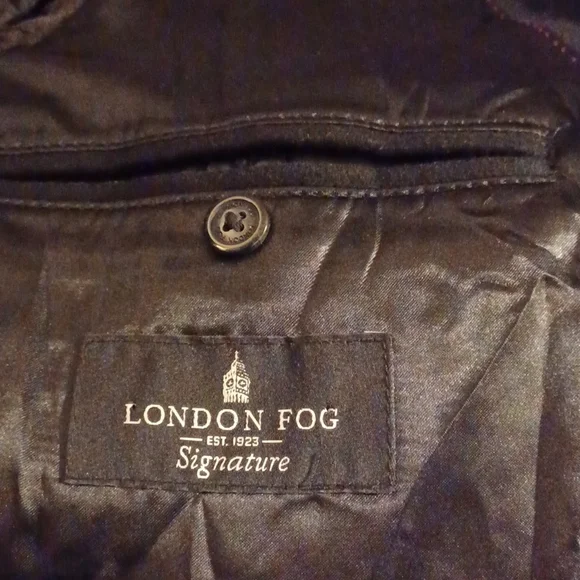 LONDON FOG
EST. 1923
Signature